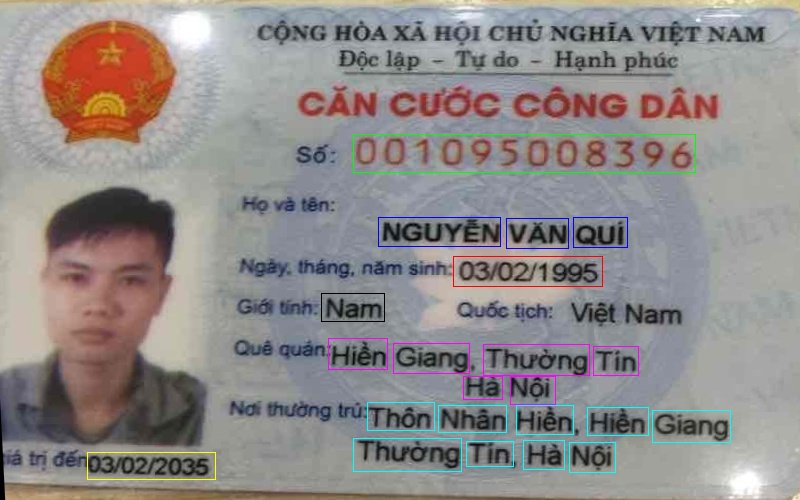 CỘNG HÒA XÃ HỘI CHỦ NGHĨA VIỆT NAM
Độc lập - Tự do - Hạnh phúc
CĂN CƯỚC CÔNG DÂN
Số: 001095008396
Họ và tên:
NGUYỄN VĂN QUÍ
Ngày, tháng, năm sinh: 03/02/1995
Giới tính: Nam Quốc tịch: Việt Nam
Quê quán: Hiền Giang, Thường Tín
Hà Nội
Nơi thường trú: Thôn Nhân Hiền, Hiền Giang
Thường Tín, Hà Nội
iá trị đến 03/02/2035